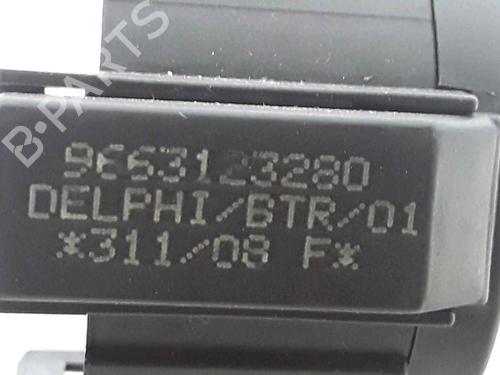 B-PARTS
9663123280
DELPHI/BTR/01
*311/08 F*